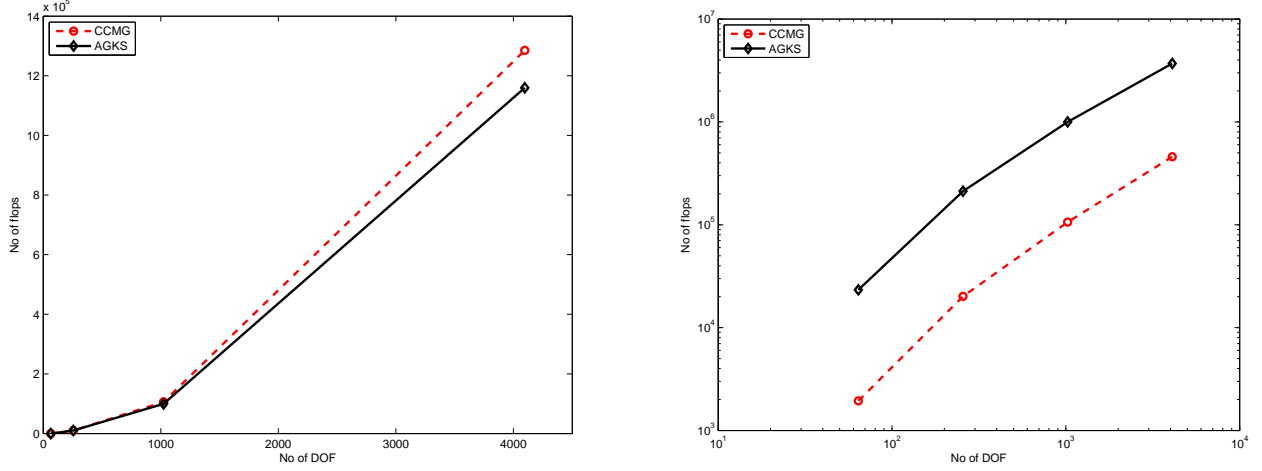 x 10^5
CCMG
AGKS
14
12
10
8
6
4
2
0
No of flops
0 1000 2000 3000 4000
No of DOF
CCMG
AGKS
10^7
10^6
10^5
10^4
10^3
No of flops
10^1 10^2 10^3 10^4
No of DOF